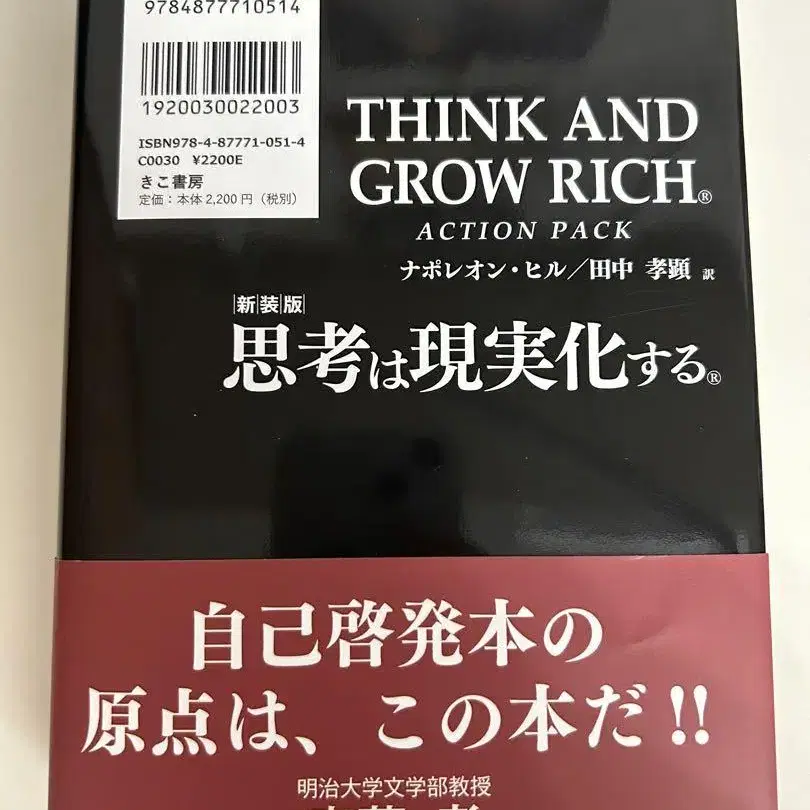 9784877710514
1920030022003
ISBN978-4-87771-051-4
C0030 ¥2200E
きこ書房
定価：本体2,200円（税別）
THINK AND
GROW RICH®
ACTION PACK
ナポレオン・ヒル／田中 孝顕 訳
新装版
思考は現実化する®
自己啓発本の
原点は、この本だ!!
明治大学文学部教授